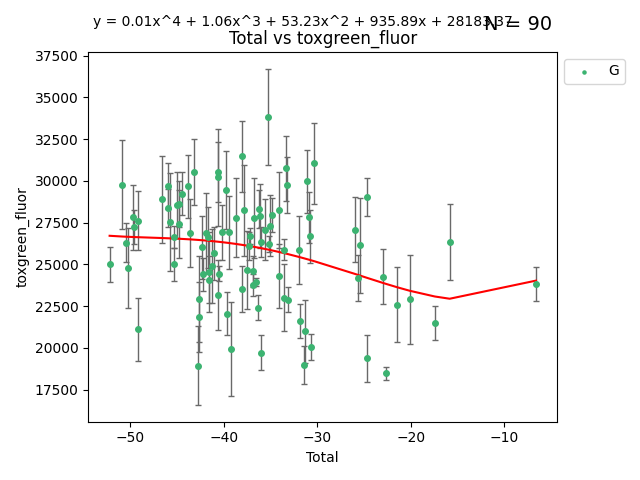 y = 0.01x^4 + 1.06x^3 + 53.23x^2 + 935.89x + 28183.37
N = 90
Total vs toxgreen_fluor
G
37500
35000
32500
30000
27500
25000
22500
20000
17500
toxgreen_fluor
−50 −40 −30 −20 −10
Total